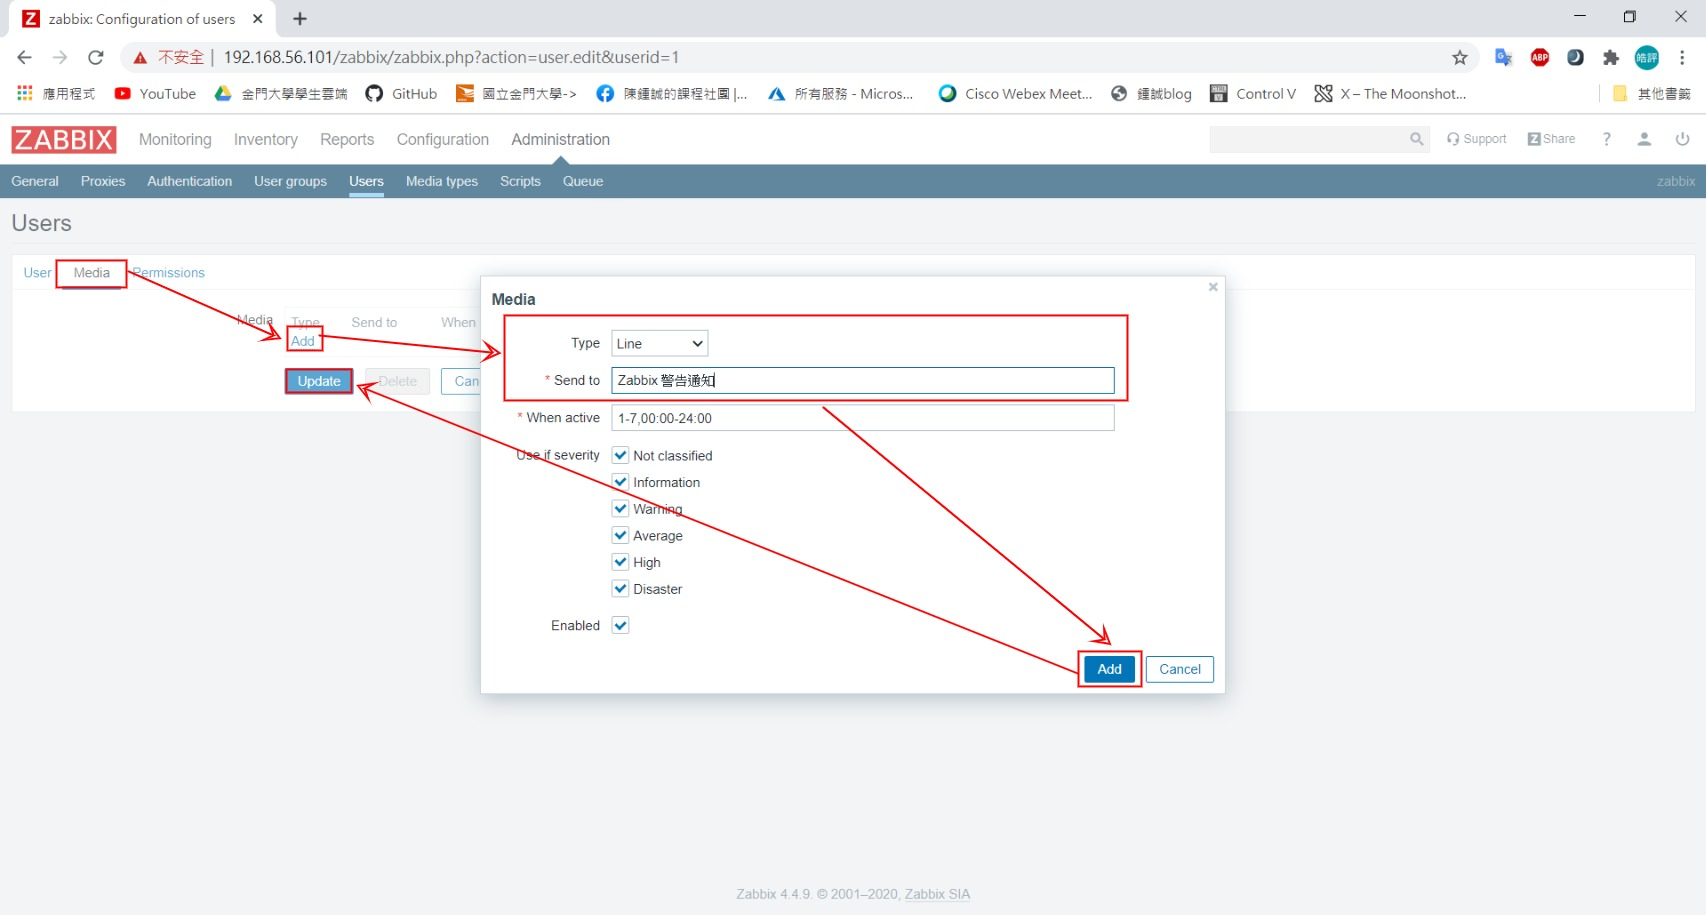 zabbix: Configuration of users
不安全 | 192.168.56.101/zabbix/zabbix.php?action=user.edit&userid=1
ABP 皓評
應用程式 YouTube 金門大學學生雲端 GitHub 國立金門大學-> 陳鍾誠的課程社團 |... 所有服務 - Micros... Cisco Webex Meet... 鍾誠blog Control V X – The Moonshot... 其他書籤
ZABBIX Monitoring Inventory Reports Configuration Administration Support Z Share ?
General Proxies Authentication User groups Users Media types Scripts Queue zabbix
Users
User Media Permissions
Media Type Send to When
Add
Update Delete Can
Media
Type Line
* Send to Zabbix 警告通知
* When active 1-7,00:00-24:00
Use if severity Not classified
Information
Warning
Average
High
Disaster
Enabled
Add Cancel
Zabbix 4.4.9. © 2001–2020, Zabbix SIA